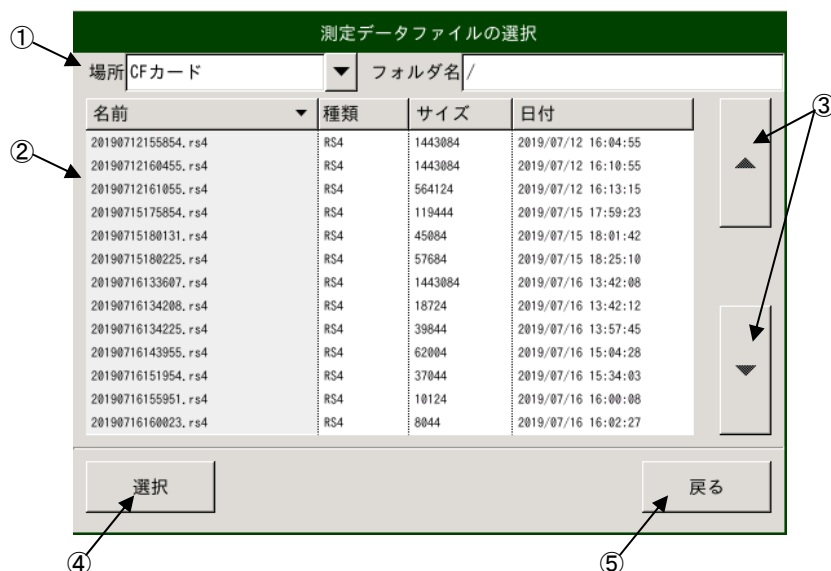 測定データファイルの選択
①
場所 CFカード ▼ フォルダ名 /
名前 ▼ 種類 サイズ 日付
③
②
20190712155854.rs4 RS4 1443084 2019/07/12 16:04:55
20190712160455.rs4 RS4 1443084 2019/07/12 16:10:55
20190712161055.rs4 RS4 564124 2019/07/12 16:13:15
20190715175854.rs4 RS4 119444 2019/07/15 17:59:23
20190715180131.rs4 RS4 45084 2019/07/15 18:01:42
20190715180225.rs4 RS4 57684 2019/07/15 18:25:10
20190716133607.rs4 RS4 1443084 2019/07/16 13:42:08
20190716134208.rs4 RS4 18724 2019/07/16 13:42:12
20190716134225.rs4 RS4 39844 2019/07/16 13:57:45
20190716143955.rs4 RS4 62004 2019/07/16 15:04:28
20190716151954.rs4 RS4 37044 2019/07/16 15:34:03
20190716155951.rs4 RS4 10124 2019/07/16 16:00:08
20190716160023.rs4 RS4 8044 2019/07/16 16:02:27
選択 戻る
④ ⑤